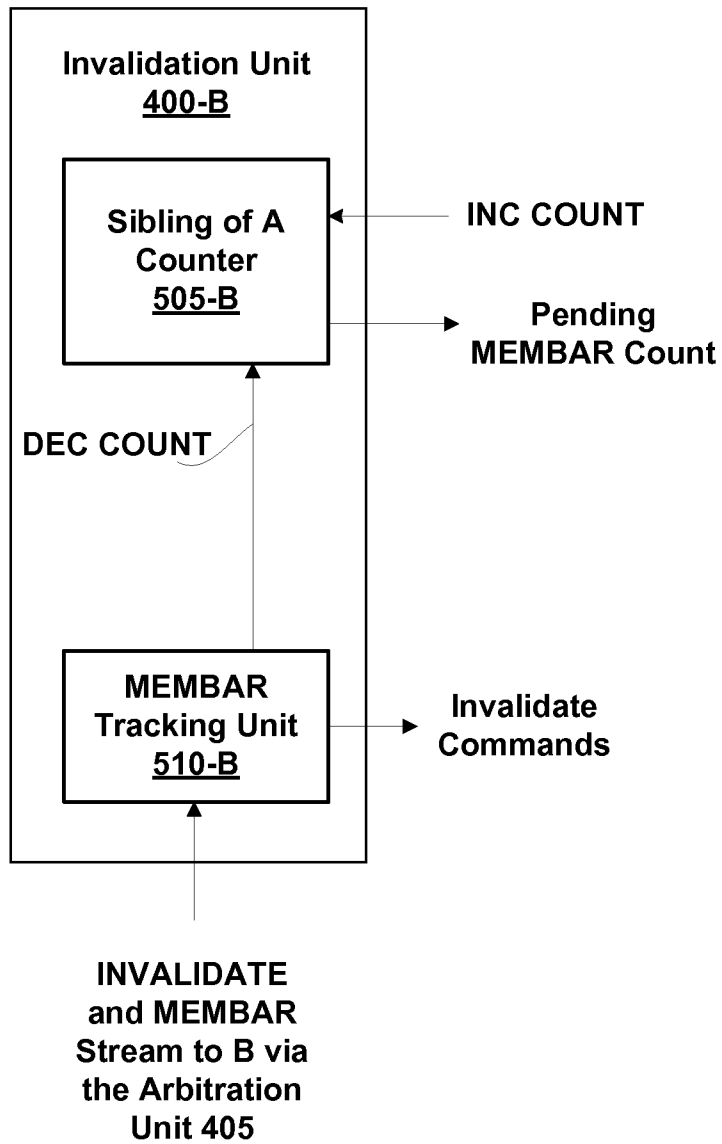 Invalidation Unit
400-B
Sibling of A
Counter
505-B
INC COUNT
Pending
MEMBAR Count
DEC COUNT
MEMBAR
Tracking Unit
510-B
Invalidate
Commands
INVALIDATE
and MEMBAR
Stream to B via
the Arbitration
Unit 405